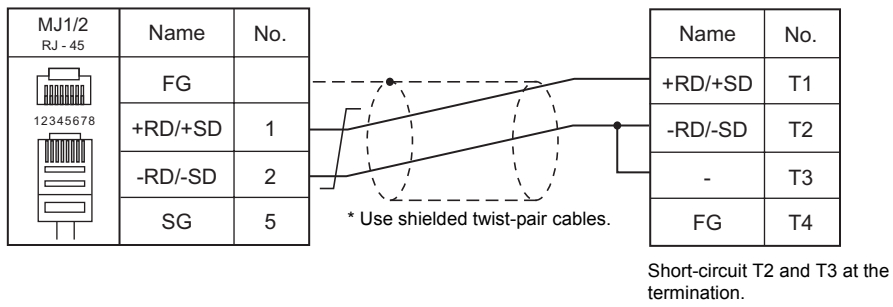 MJ1/2
RJ - 45
Name No.
FG
12345678
+RD/+SD 1
-RD/-SD 2
SG 5
* Use shielded twist-pair cables.
Name No.
+RD/+SD T1
-RD/-SD T2
- T3
FG T4
Short-circuit T2 and T3 at the
termination.